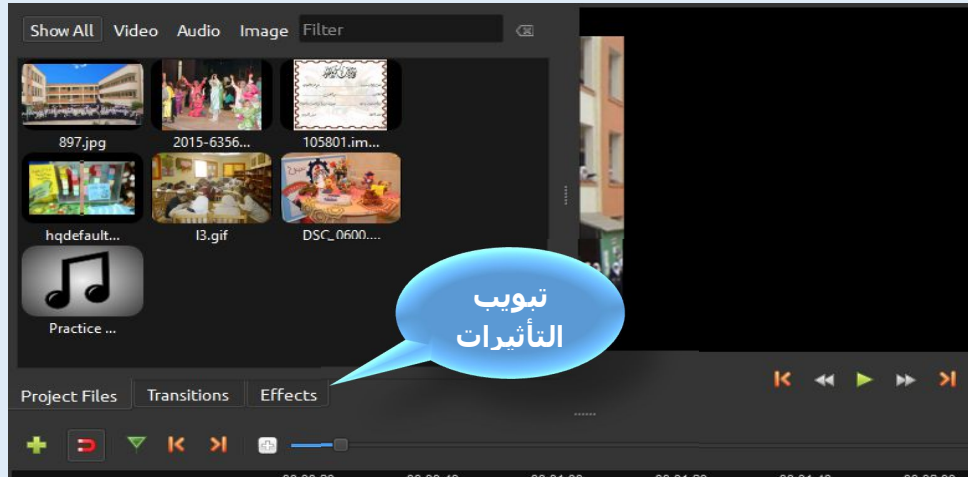 Show All Video Audio Image Filter
897.jpg 2015-6356... 105801.im...
hqdefault... I3.gif DSC_0600....
Practice ...
تبويب
التأثيرات
Project Files Transitions Effects